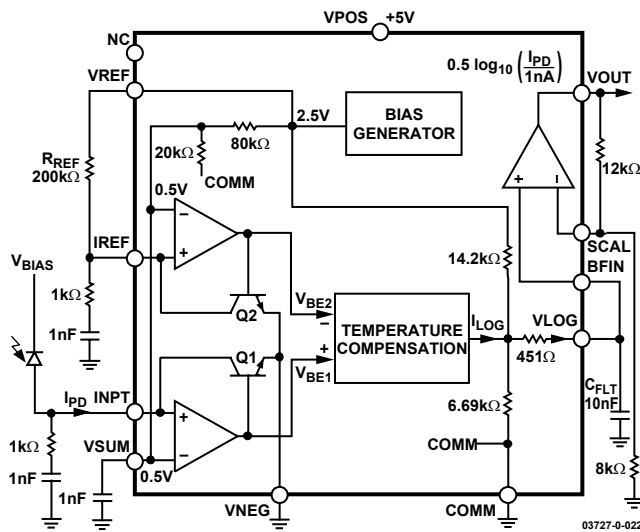 VPOS +5V
NC
VREF
0.5 log10 (IPD/1nA)
VOUT
2.5V
BIAS
GENERATOR
80kΩ
20kΩ
COMM
RREF
200kΩ
12kΩ
0.5V
−
+
+ −
IREF
SCAL
BFIN
14.2kΩ
VBIAS
1kΩ
1nF
Q2
VBE2
−
TEMPERATURE
COMPENSATION
ILOG
VLOG
451Ω
Q1
+
VBE1
IPD INPT
+
−
CFLT
10nF
6.69kΩ
1kΩ
VSUM
0.5V
COMM
1nF
1nF
8kΩ
VNEG
COMM
03727-0-022